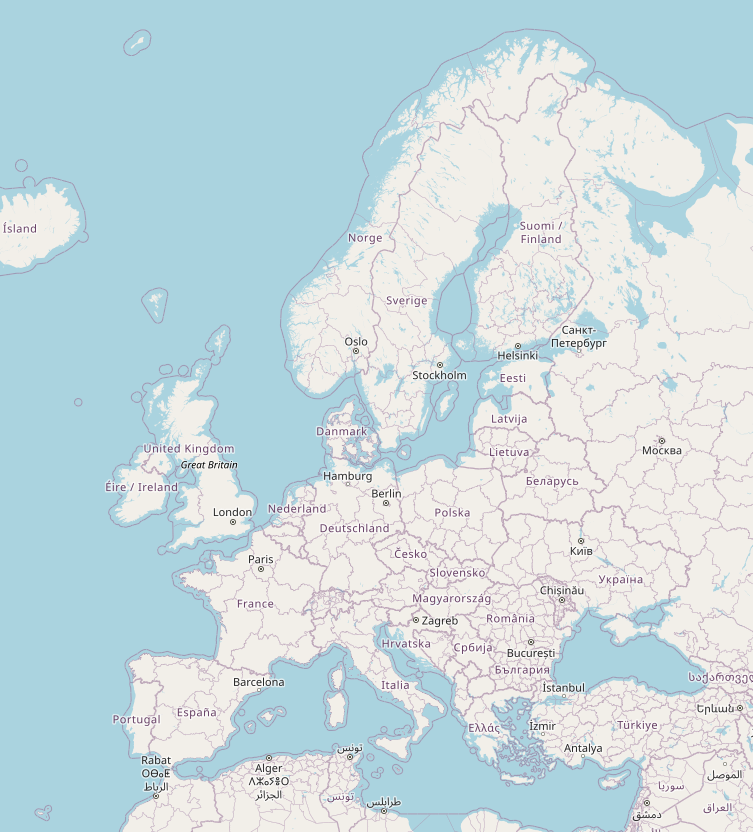 Ísland
Norge
Suomi /
Finland
Sverige
Oslo
Санкт-
Петербург
Helsinki
Stockholm
Eesti
Latvija
Danmark
United Kingdom
Great Britain
Lietuva
Москва
Éire / Ireland
Hamburg
Беларусь
Berlin
London
Nederland
Polska
Deutschland
Київ
Česko
Paris
Slovensko
Україна
Chișinău
France
Magyarország
Zagreb
România
Hrvatska
Србија
București
България
Barcelona
Italia
İstanbul
España
Portugal
Ελλάς
İzmir
Türkiye
Երևան
Antalya
تونس
Rabat
ⵔⴱⴰⵟ
الرباط
Alger
الجزائر
تونس
طرابلس
سوريا
الموصل
دمشق
العراق